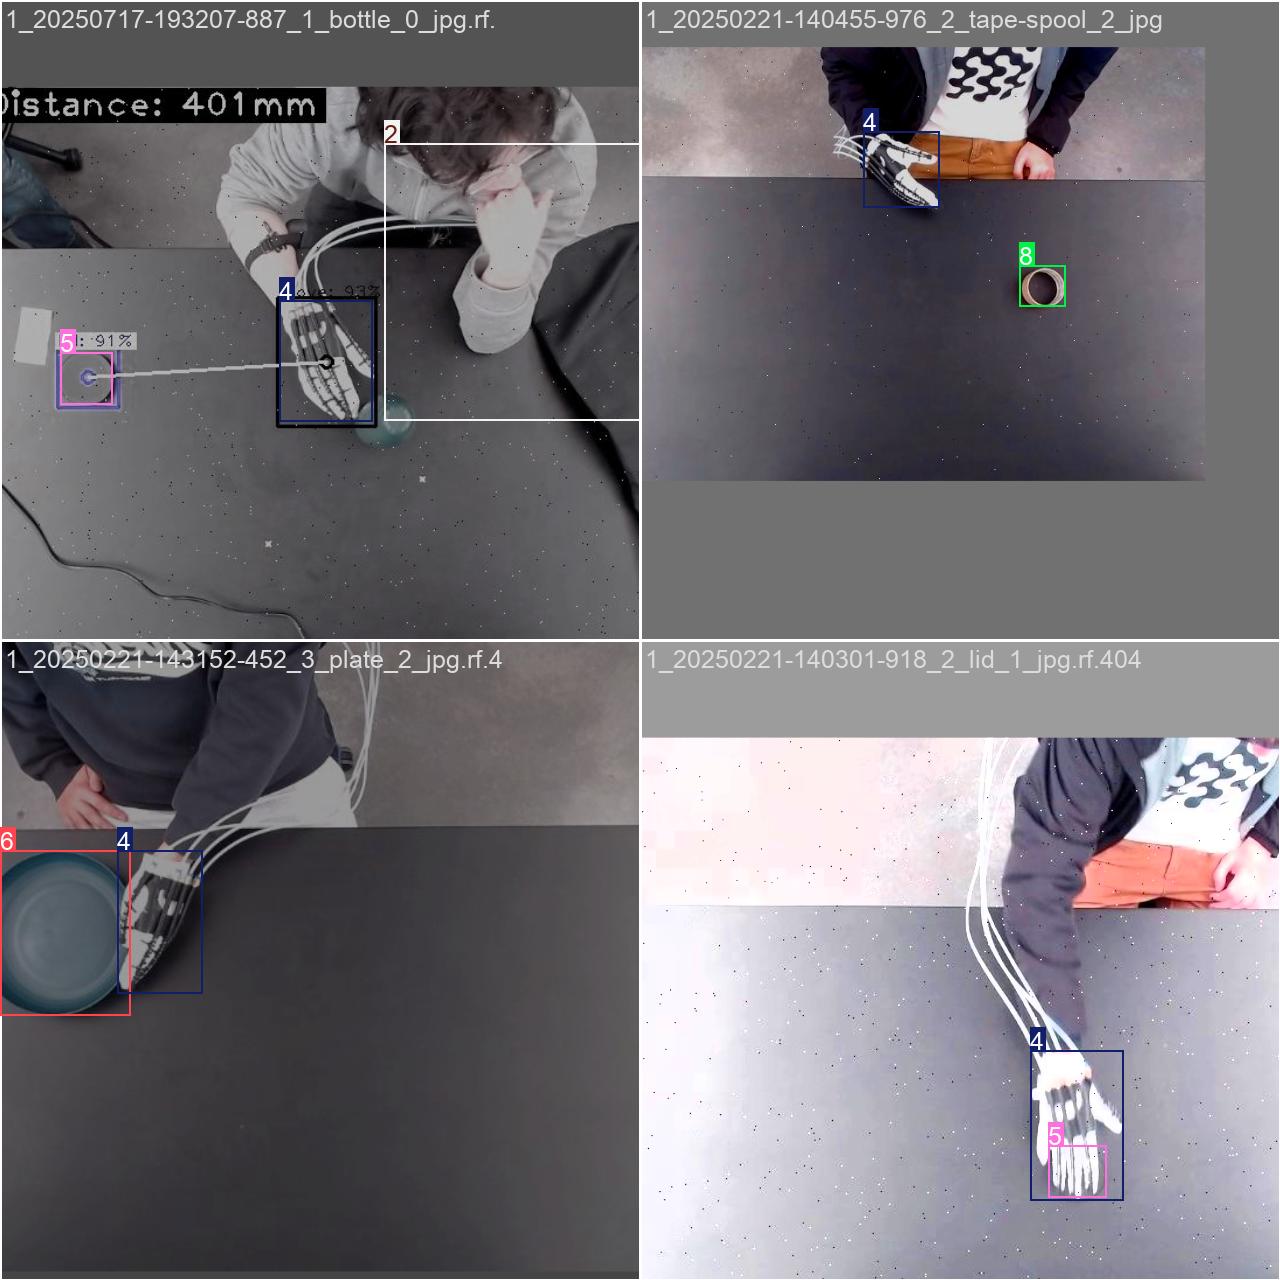 1_20250717-193207-887_1_bottle_0_jpg.rf.
1_20250221-140455-976_2_tape-spool_2_jpg
Distance: 401mm
2
4
8
4
93%
5
: 91%
1_20250221-143152-452_3_plate_2_jpg.rf.4
1_20250221-140301-918_2_lid_1_jpg.rf.404
6
4
4
5